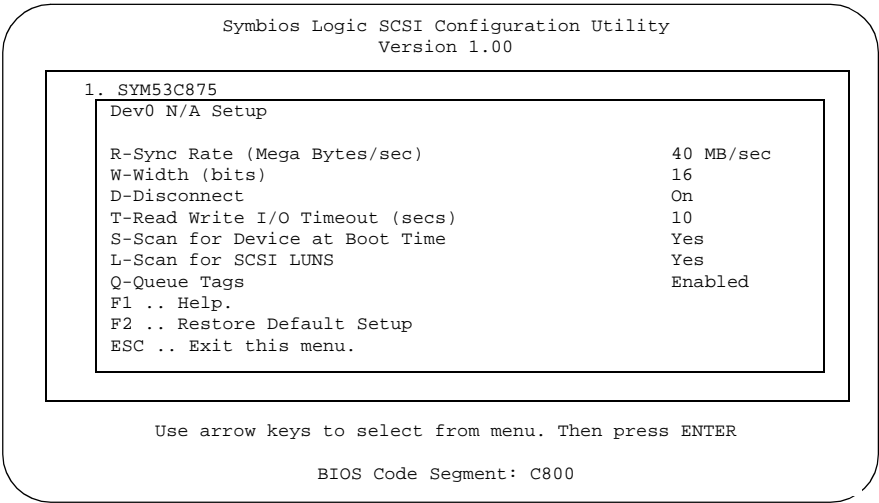 Symbios Logic SCSI Configuration Utility
Version 1.00
1. SYM53C875
Dev0 N/A Setup
R-Sync Rate (Mega Bytes/sec) 40 MB/sec
W-Width (bits) 16
D-Disconnect On
T-Read Write I/O Timeout (secs) 10
S-Scan for Device at Boot Time Yes
L-Scan for SCSI LUNS Yes
Q-Queue Tags Enabled
F1 .. Help.
F2 .. Restore Default Setup
ESC .. Exit this menu.
Use arrow keys to select from menu. Then press ENTER
BIOS Code Segment: C800